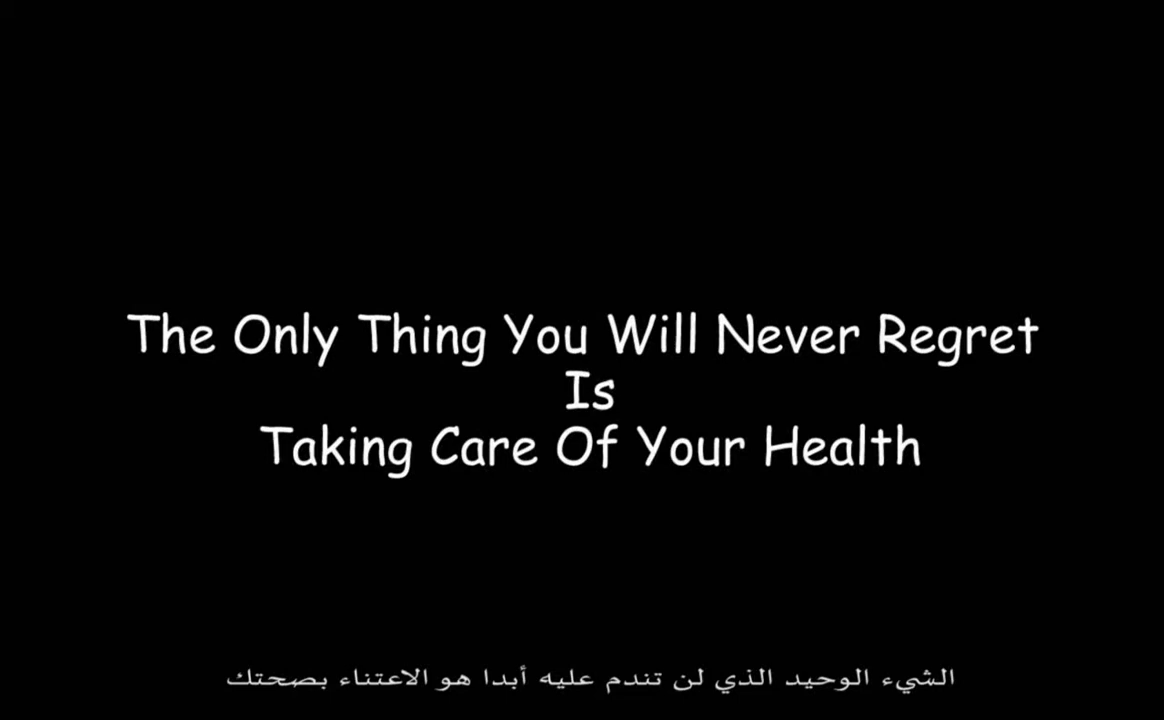 The Only Thing You Will Never Regret
Is
Taking Care Of Your Health
الشيء الوحيد الذي لن تندم عليه أبدا هو الاعتناء بصحتك